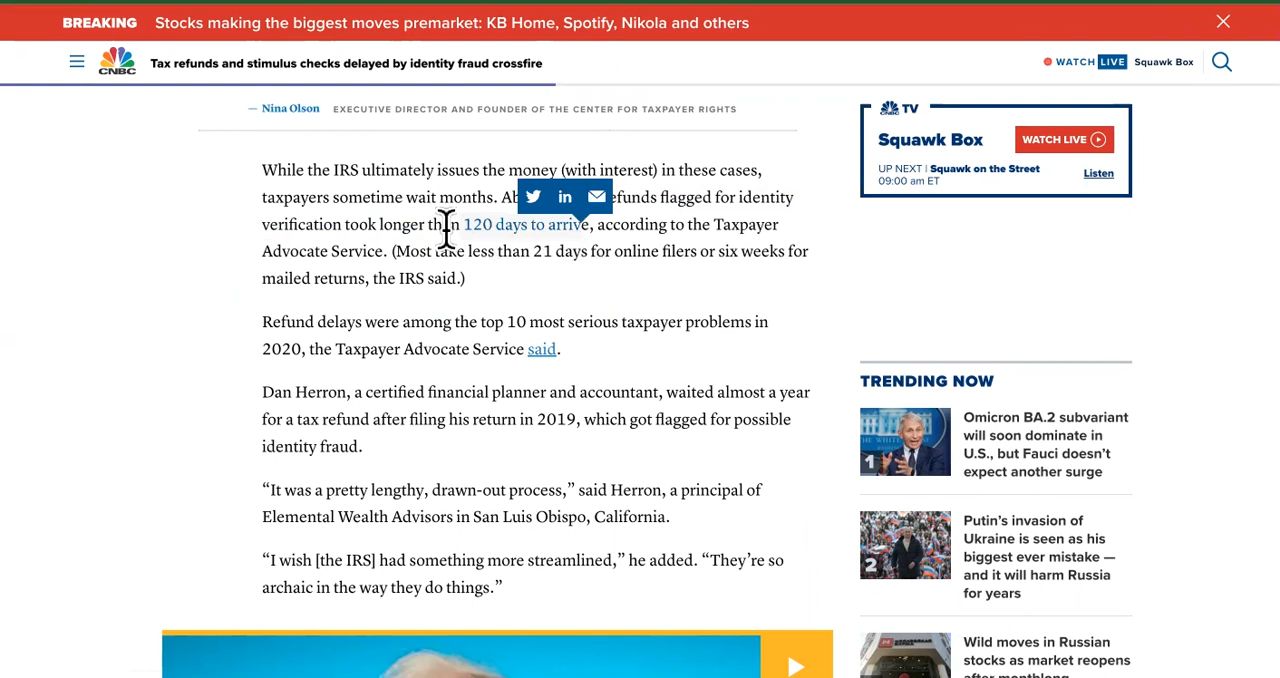 BREAKING Stocks making the biggest moves premarket: KB Home, Spotify, Nikola and others
CNBC Tax refunds and stimulus checks delayed by identity fraud crossfire
WATCH LIVE Squawk Box
— Nina Olson EXECUTIVE DIRECTOR AND FOUNDER OF THE CENTER FOR TAXPAYER RIGHTS
While the IRS ultimately issues the money (with interest) in these cases,
taxpayers sometime wait months. efunds flagged for identity
verification took longer than 120 days to arrive, according to the Taxpayer
Advocate Service. (Most take less than 21 days for online filers or six weeks for
mailed returns, the IRS said.)
Refund delays were among the top 10 most serious taxpayer problems in
2020, the Taxpayer Advocate Service said.
Dan Herron, a certified financial planner and accountant, waited almost a year
for a tax refund after filing his return in 2019, which got flagged for possible
identity fraud.
“It was a pretty lengthy, drawn-out process,” said Herron, a principal of
Elemental Wealth Advisors in San Luis Obispo, California.
“I wish [the IRS] had something more streamlined,” he added. “They’re so
archaic in the way they do things.”
CNBC TV
Squawk Box
WATCH LIVE
UP NEXT | Squawk on the Street
09:00 am ET
Listen
TRENDING NOW
1
Omicron BA.2 subvariant
will soon dominate in
U.S., but Fauci doesn’t
expect another surge
2
Putin’s invasion of
Ukraine is seen as his
biggest ever mistake —
and it will harm Russia
for years
Wild moves in Russian
stocks as market reopens
after monthlong